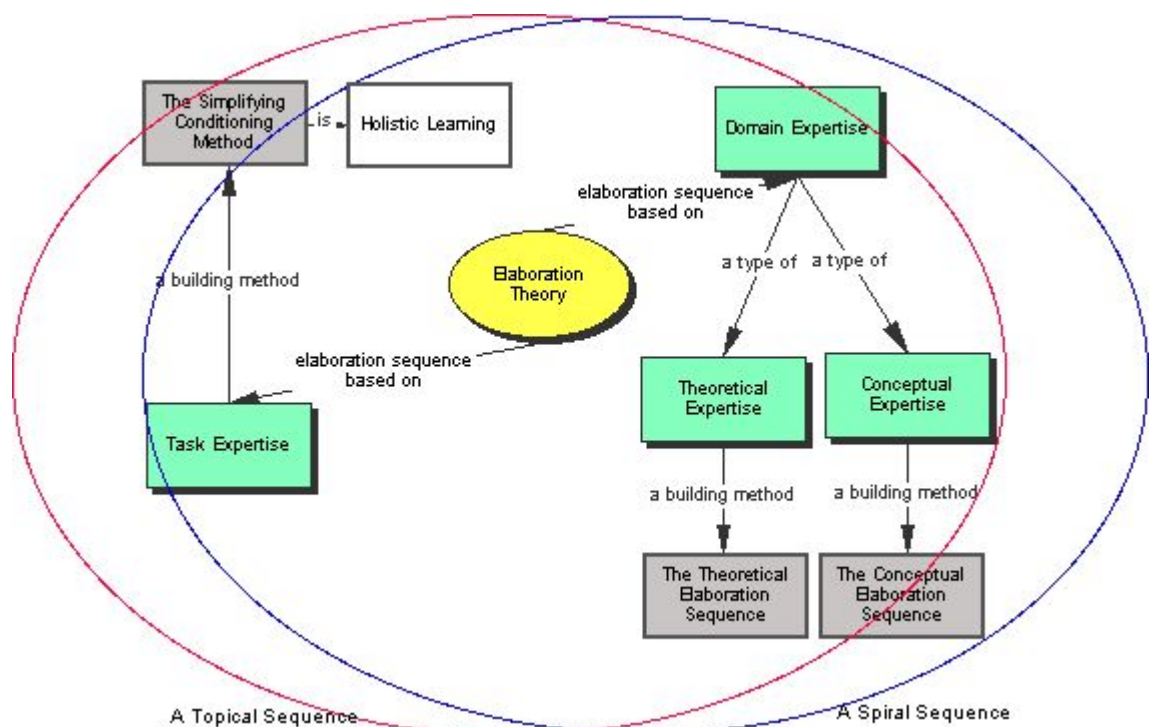 The Simplifying
Conditioning
Method
is
Holistic Learning
Domain Expertise
elaboration sequence
based on
Elaboration
Theory
a type of
a type of
a building method
elaboration sequence
based on
Theoretical
Expertise
Conceptual
Expertise
Task Expertise
a building method
a building method
The Theoretical
Elaboration
Sequence
The Conceptual
Elaboration
Sequence
A Topical Sequence
A Spiral Sequence